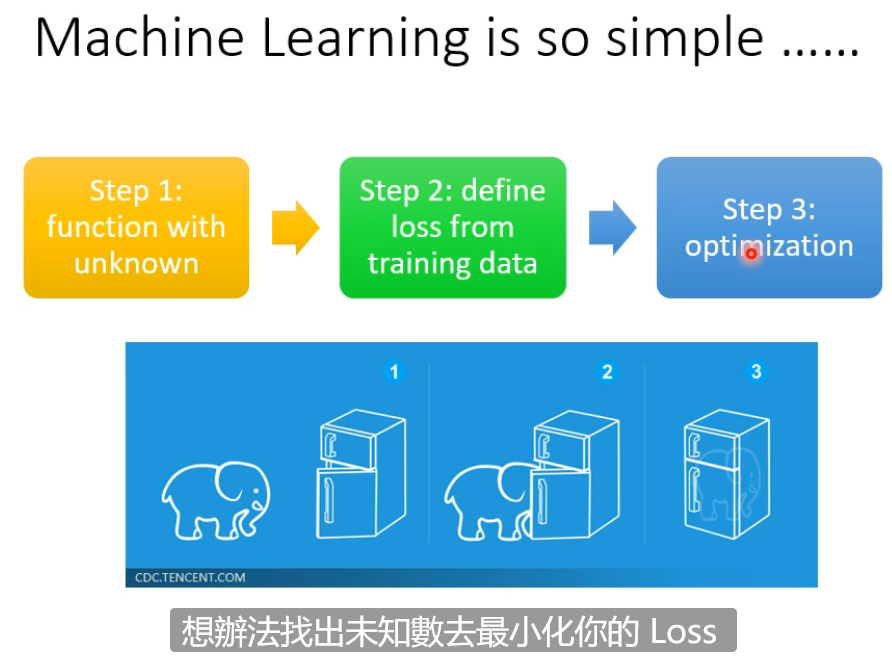 Machine Learning is so simple ……
Step 1:
function with
unknown
Step 2: define
loss from
training data
Step 3:
optimization
1
2
3
CDC.TENCENT.COM
想辦法找出未知數去最小化你的 Loss